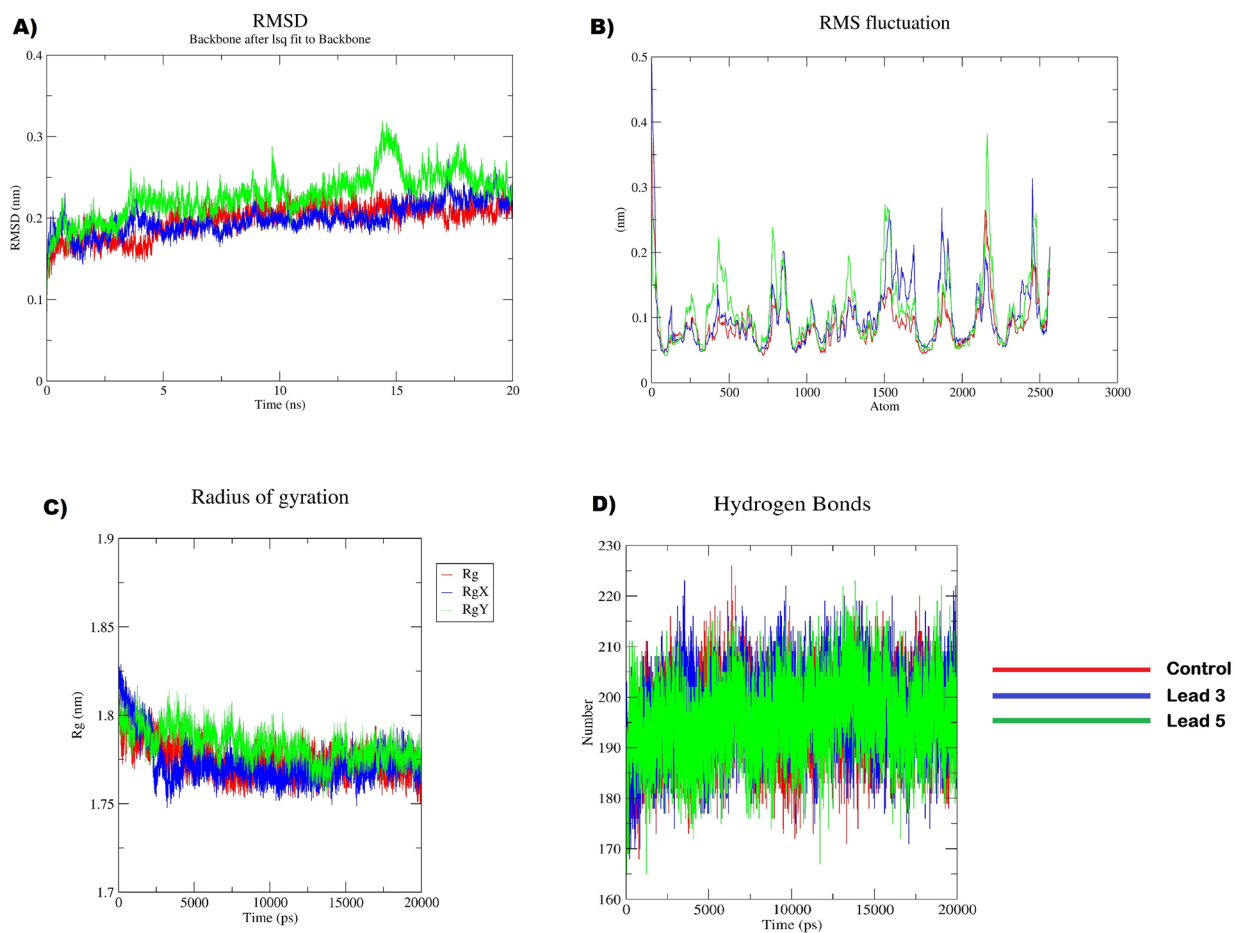 A)
RMSD
Backbone after lsq fit to Backbone
0.4
0.3
0.2
0.1
0
RMSD (nm)
0
5
10
15
20
Time (ns)
B)
RMS fluctuation
0.5
0.4
0.3
0.2
0.1
0
(nm)
0
500
1000
1500
2000
2500
3000
Atom
C)
Radius of gyration
1.9
1.85
1.8
1.75
1.7
Rg (nm)
0
5000
10000
15000
20000
Time (ps)
Rg
RgX
RgY
D)
Hydrogen Bonds
230
220
210
200
190
180
170
160
Number
0
5000
10000
15000
20000
Time (ps)
Control
Lead 3
Lead 5